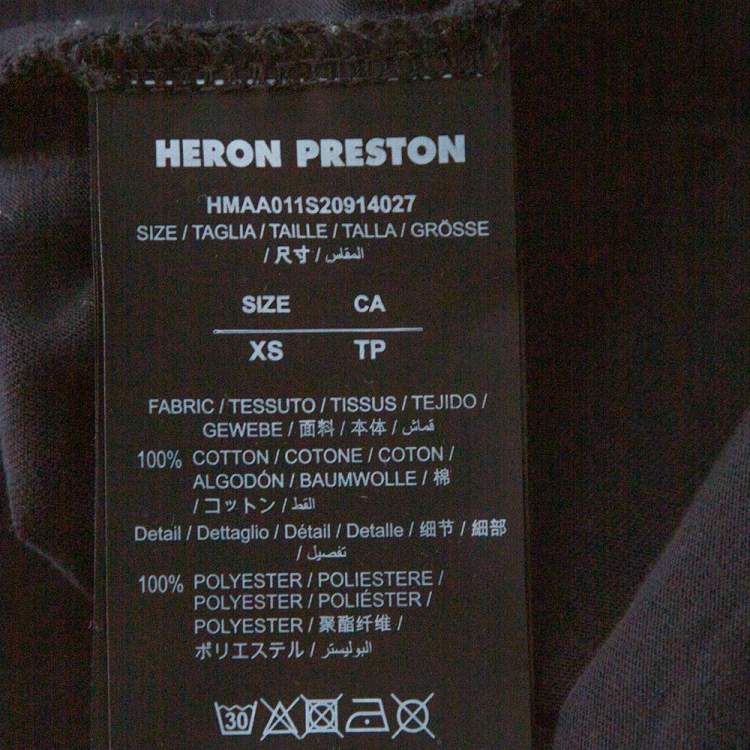 HERON PRESTON
HMAA011S20914027
SIZE / TAGLIA / TAILLE / TALLA / GRÖSSE
/ 尺寸 / المقاس
SIZE CA
XS TP
FABRIC / TESSUTO / TISSUS / TEJIDO /
GEWEBE / 面料 / 本体 / قماش
100% COTTON / COTONE / COTON /
ALGODÓN / BAUMWOLLE / 棉
/ コットン / القط
Detail / Dettaglio / Détail / Detalle / 细节 / 細部
/ تفصيل
100% POLYESTER / POLIESTERE /
POLYESTER / POLIÉSTER /
POLYESTER / 聚酯纤维 /
ポリエステル / البوليستر
30